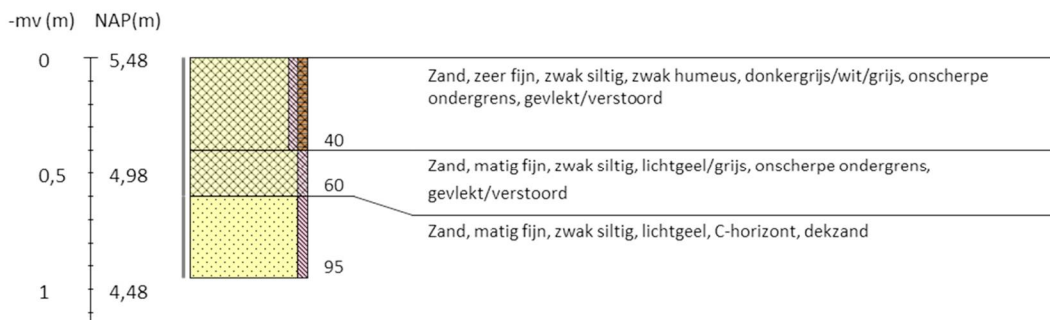 -mv (m) NAP(m)
0 5,48
Zand, zeer fijn, zwak siltig, zwak humeus, donkergrijs/wit/grijs, onscherpe
ondergrens, gevlekt/verstoord
40
0,5 4,98
Zand, matig fijn, zwak siltig, lichtgeel/grijs, onscherpe ondergrens,
gevlekt/verstoord
60
Zand, matig fijn, zwak siltig, lichtgeel, C-horizont, dekzand
95
1 4,48